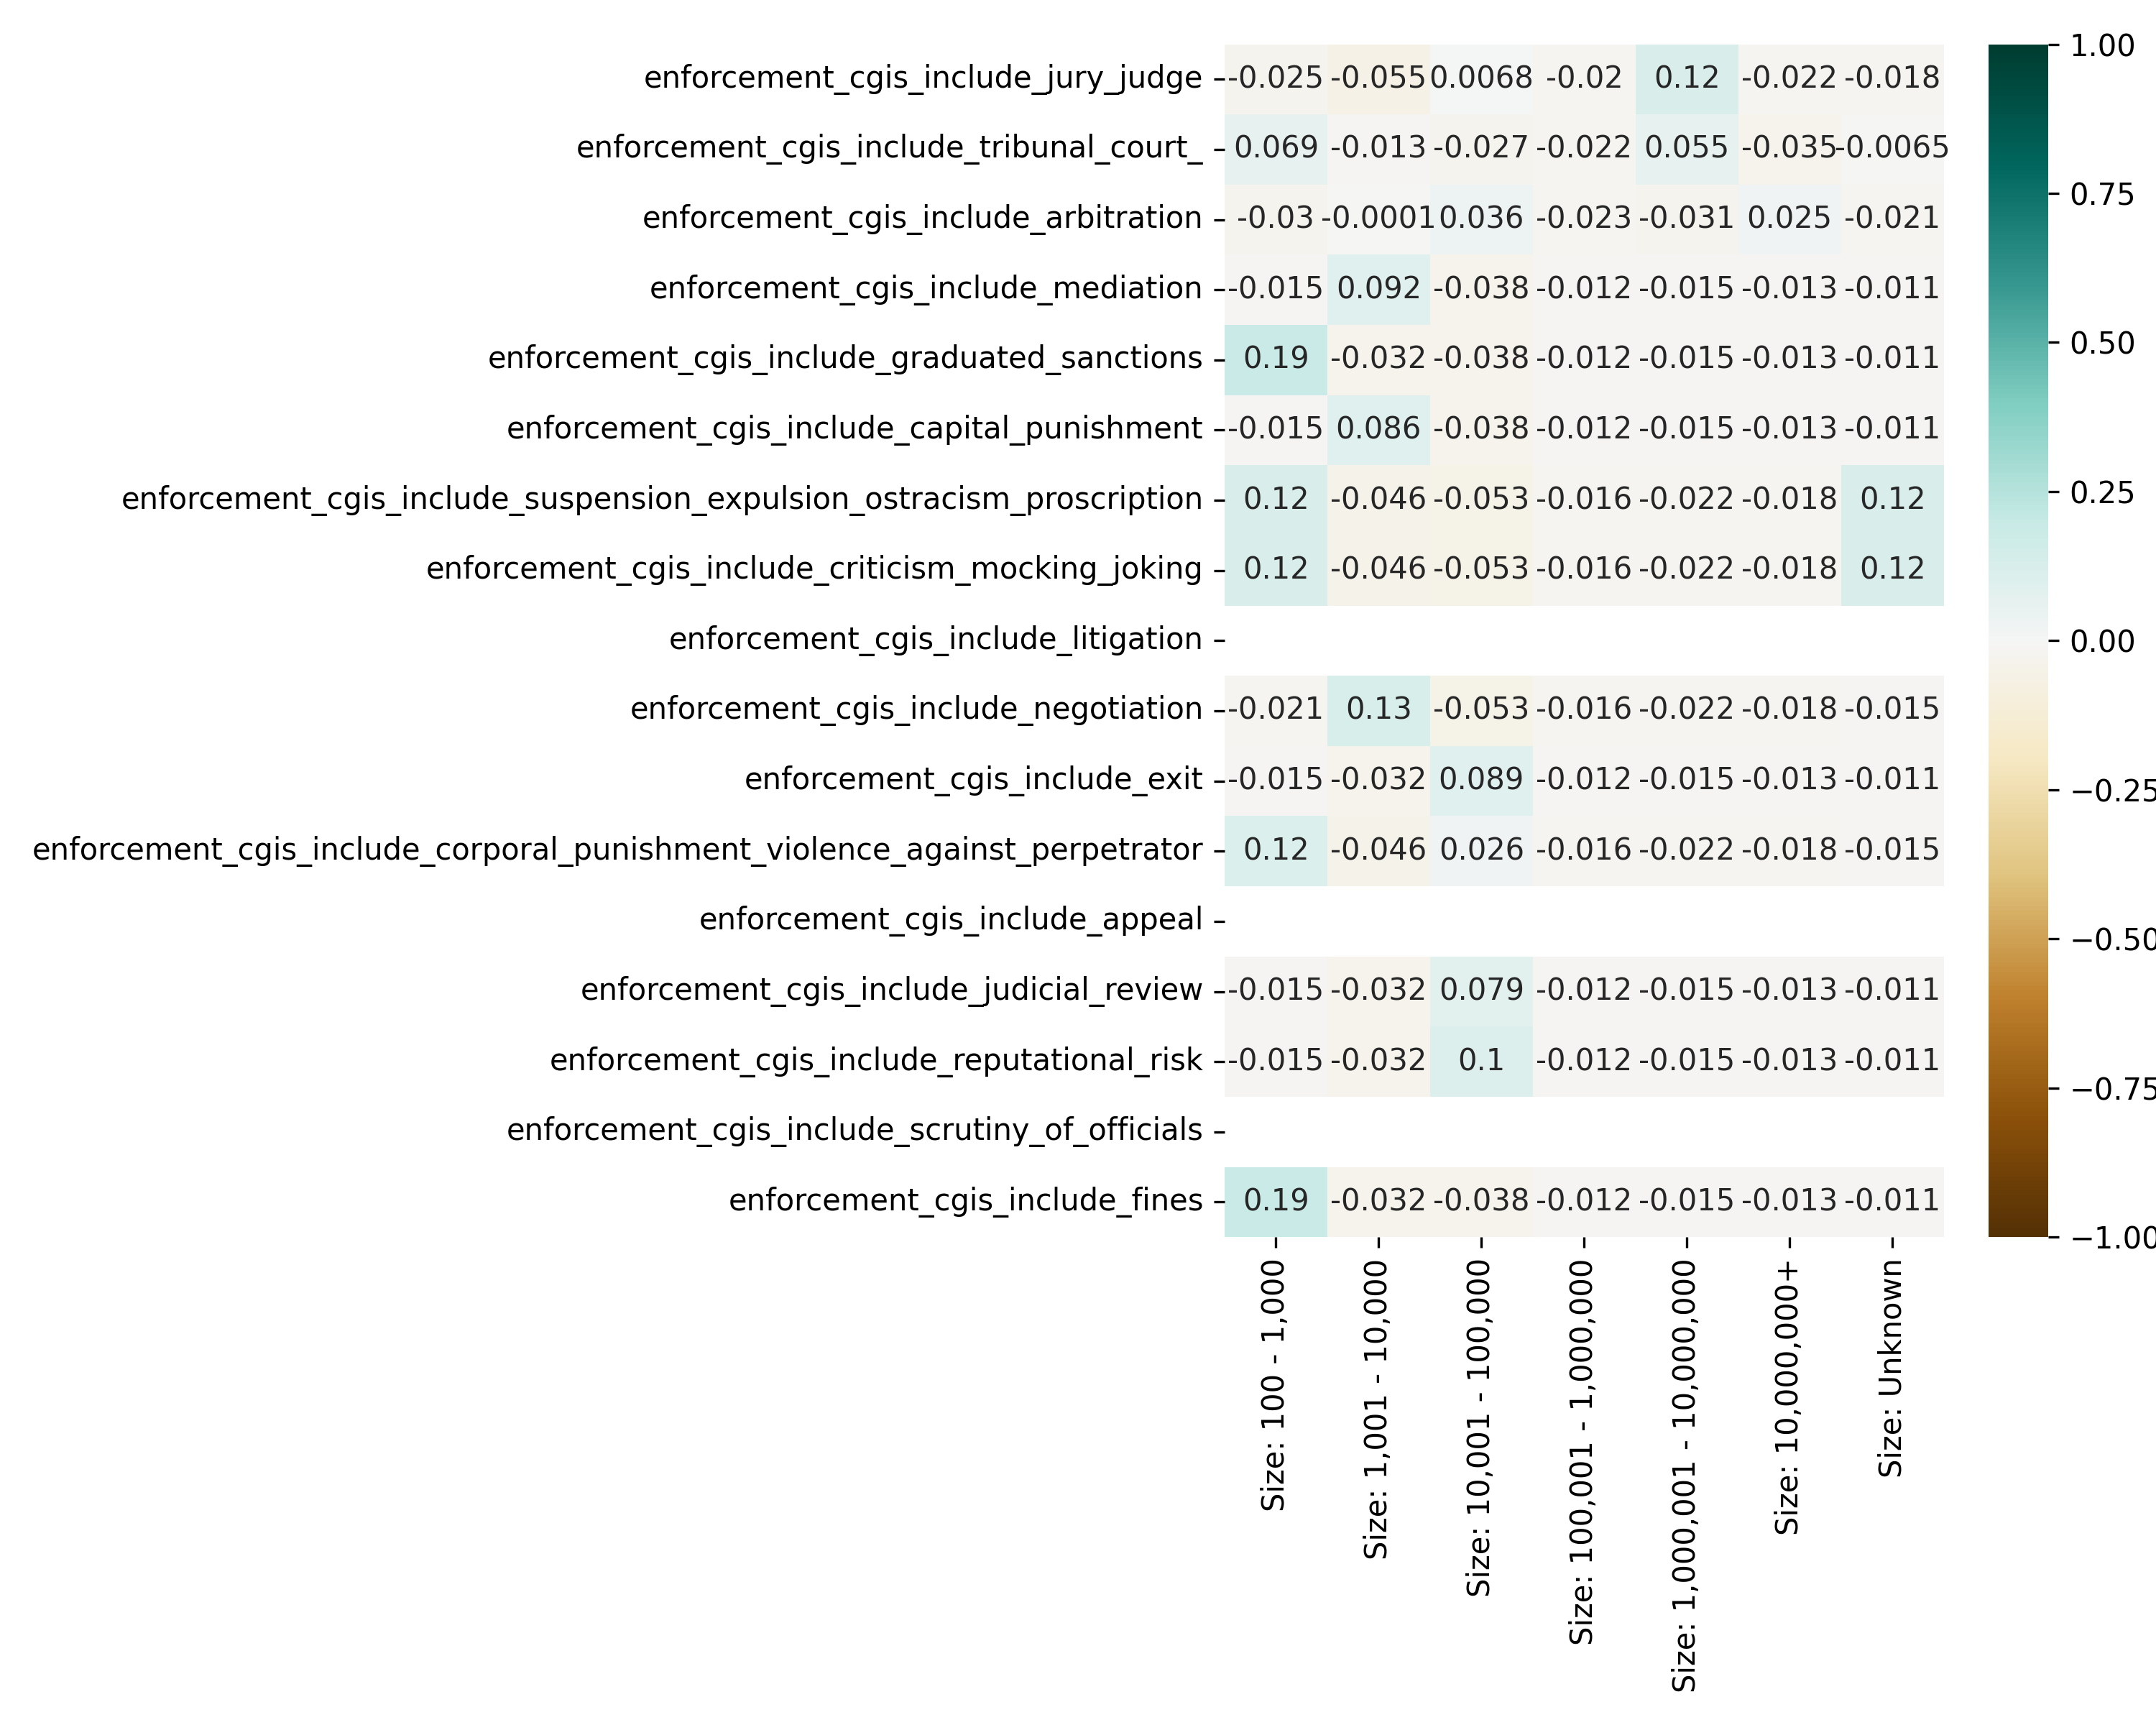 enforcement_cgis_include_jury_judge -0.025 -0.055 0.0068 -0.02 0.12 -0.022 -0.018
enforcement_cgis_include_tribunal_court_ 0.069 -0.013 -0.027 -0.022 0.055 -0.035 -0.0065
enforcement_cgis_include_arbitration -0.03 -0.0001 0.036 -0.023 -0.031 0.025 -0.021
enforcement_cgis_include_mediation -0.015 0.092 -0.038 -0.012 -0.015 -0.013 -0.011
enforcement_cgis_include_graduated_sanctions 0.19 -0.032 -0.038 -0.012 -0.015 -0.013 -0.011
enforcement_cgis_include_capital_punishment -0.015 0.086 -0.038 -0.012 -0.015 -0.013 -0.011
enforcement_cgis_include_suspension_expulsion_ostracism_proscription 0.12 -0.046 -0.053 -0.016 -0.022 -0.018 0.12
enforcement_cgis_include_criticism_mocking_joking 0.12 -0.046 -0.053 -0.016 -0.022 -0.018 0.12
enforcement_cgis_include_litigation
enforcement_cgis_include_negotiation -0.021 0.13 -0.053 -0.016 -0.022 -0.018 -0.015
enforcement_cgis_include_exit -0.015 -0.032 0.089 -0.012 -0.015 -0.013 -0.011
enforcement_cgis_include_corporal_punishment_violence_against_perpetrator 0.12 -0.046 0.026 -0.016 -0.022 -0.018 -0.015
enforcement_cgis_include_appeal
enforcement_cgis_include_judicial_review -0.015 -0.032 0.079 -0.012 -0.015 -0.013 -0.011
enforcement_cgis_include_reputational_risk -0.015 -0.032 0.1 -0.012 -0.015 -0.013 -0.011
enforcement_cgis_include_scrutiny_of_officials
enforcement_cgis_include_fines 0.19 -0.032 -0.038 -0.012 -0.015 -0.013 -0.011
Size: 100 - 1,000
Size: 1,001 - 10,000
Size: 10,001 - 100,000
Size: 100,001 - 1,000,000
Size: 1,000,001 - 10,000,000
Size: 10,000,000+
Size: Unknown
1.00
0.75
0.50
0.25
0.00
−0.25
−0.50
−0.75
−1.00